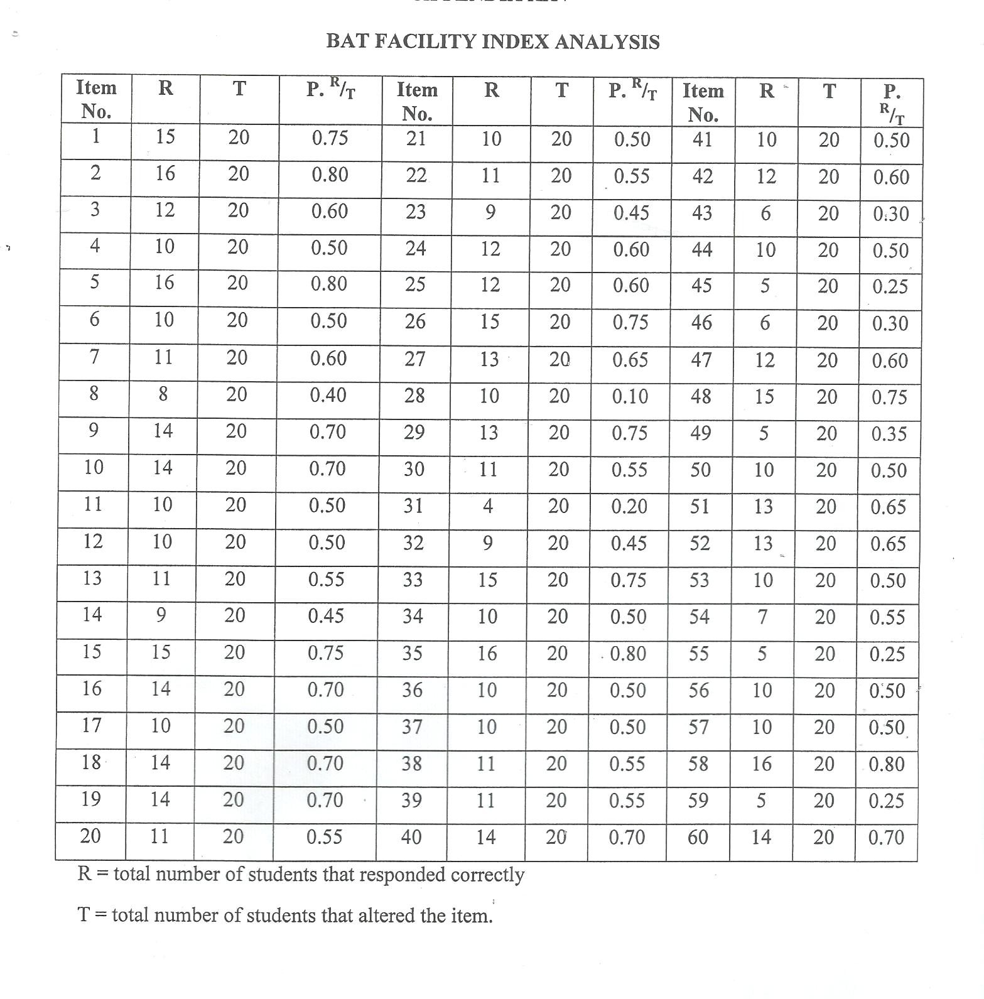 BAT FACILITY INDEX ANALYSIS
Item No. R T P. R/T Item No. R T P. R/T Item No. R T P. R/T
1 15 20 0.75 21 10 20 0.50 41 10 20 0.50
2 16 20 0.80 22 11 20 0.55 42 12 20 0.60
3 12 20 0.60 23 9 20 0.45 43 6 20 0.30
4 10 20 0.50 24 12 20 0.60 44 10 20 0.50
5 16 20 0.80 25 12 20 0.60 45 5 20 0.25
6 10 20 0.50 26 15 20 0.75 46 6 20 0.30
7 11 20 0.60 27 13 20 0.65 47 12 20 0.60
8 8 20 0.40 28 10 20 0.10 48 15 20 0.75
9 14 20 0.70 29 13 20 0.75 49 5 20 0.35
10 14 20 0.70 30 11 20 0.55 50 10 20 0.50
11 10 20 0.50 31 4 20 0.20 51 13 20 0.65
12 10 20 0.50 32 9 20 0.45 52 13 20 0.65
13 11 20 0.55 33 15 20 0.75 53 10 20 0.50
14 9 20 0.45 34 10 20 0.50 54 7 20 0.55
15 15 20 0.75 35 16 20 0.80 55 5 20 0.25
16 14 20 0.70 36 10 20 0.50 56 10 20 0.50
17 10 20 0.50 37 10 20 0.50 57 10 20 0.50
18 14 20 0.70 38 11 20 0.55 58 16 20 0.80
19 14 20 0.70 39 11 20 0.55 59 5 20 0.25
20 11 20 0.55 40 14 20 0.70 60 14 20 0.70
R = total number of students that responded correctly
T = total number of students that altered the item.